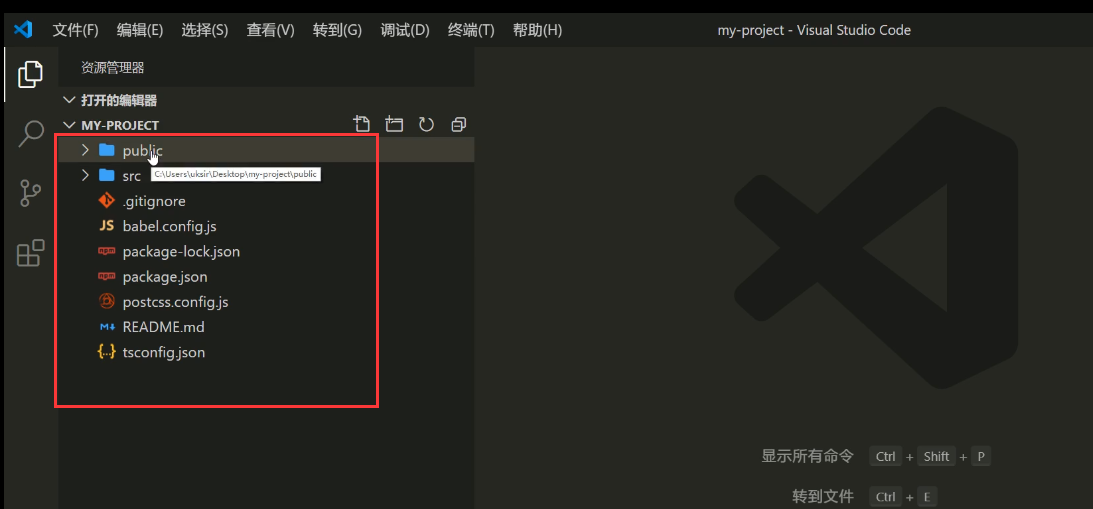 文件(F) 编辑(E) 选择(S) 查看(V) 转到(G) 调试(D) 终端(T) 帮助(H) my-project - Visual Studio Code
资源管理器
打开的编辑器
MY-PROJECT
public
src
C:\Users\uksir\Desktop\my-project\public
.gitignore
JS babel.config.js
npm package-lock.json
npm package.json
postcss.config.js
M↓ README.md
{..} tsconfig.json
显示所有命令 Ctrl + Shift + P
转到文件 Ctrl + E